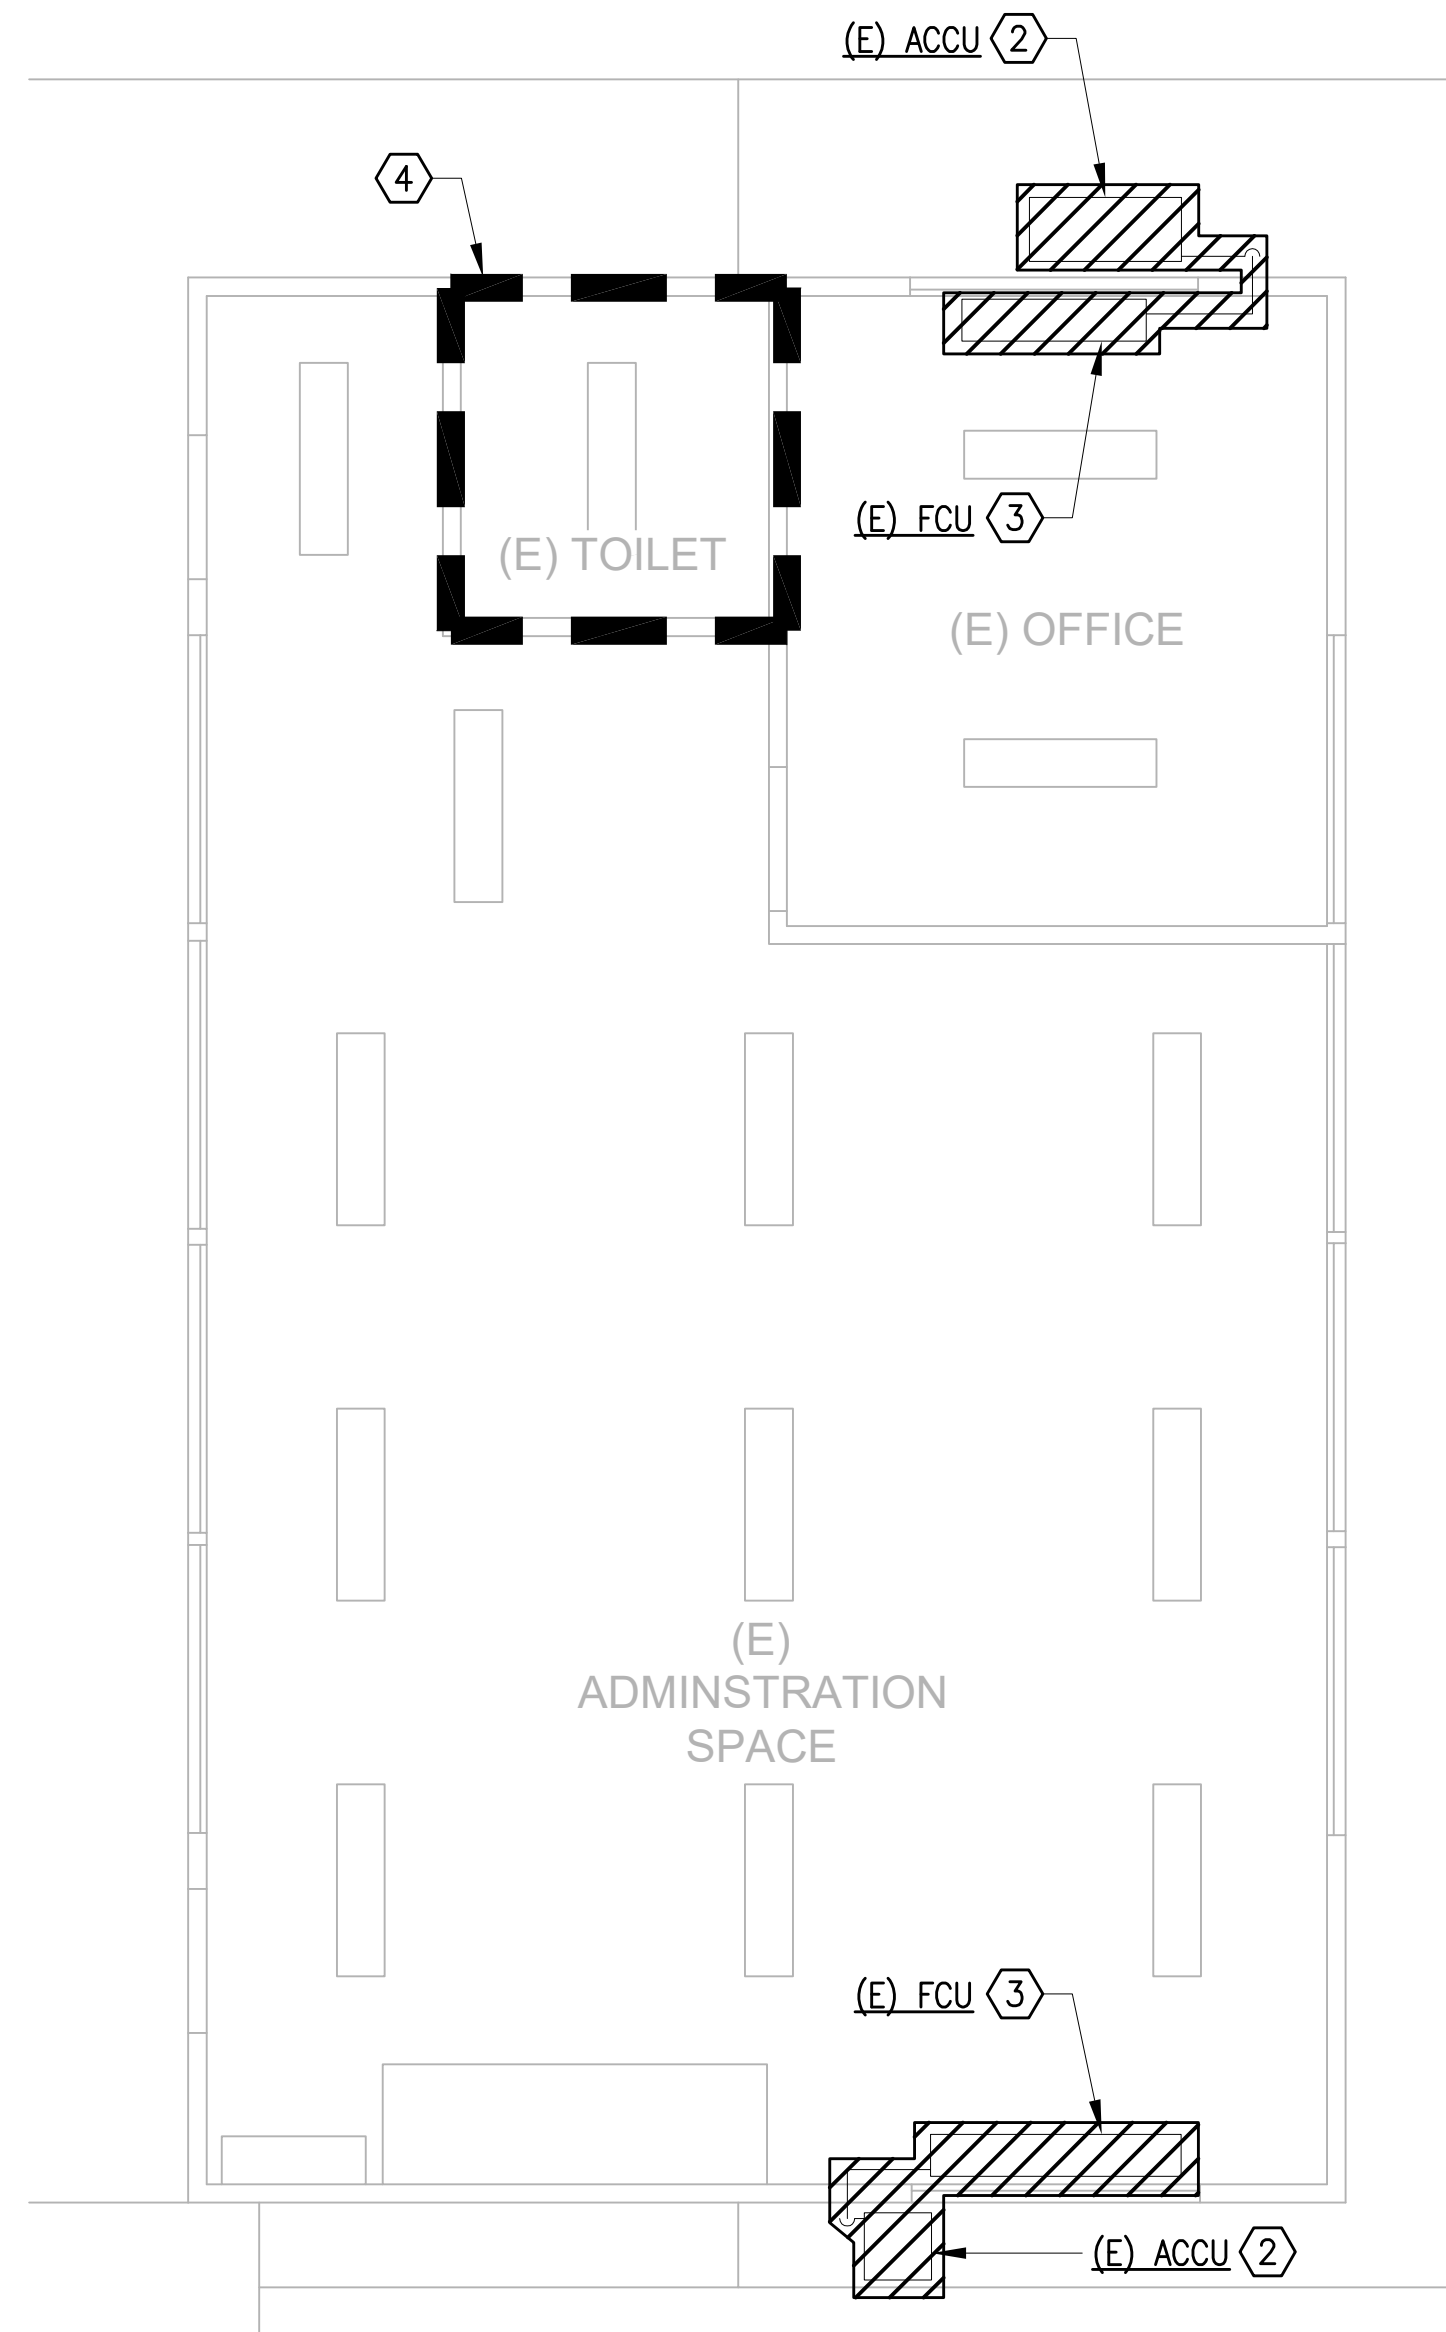 (E) ACCU 2
4
(E) FCU 3
(E) TOILET
(E) OFFICE
(E)
ADMINSTRATION
SPACE
(E) FCU 3
(E) ACCU 2